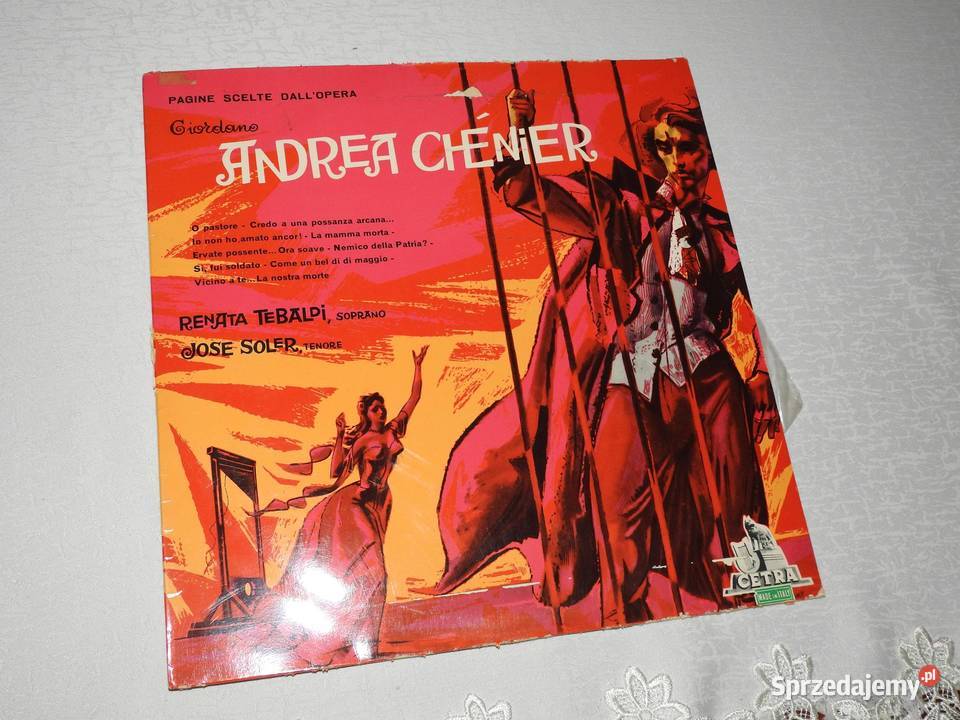 PAGINE SCELTE DALL'OPERA
Giordano
ANDREA CHÉNIER
O pastore - Credo a una possanza arcana...
Io non ho amato ancor! - La mamma morta -
Ervate possente... Ora soave - Nemico della Patria? -
Sì, fui soldato - Come un bel dì di maggio -
Vicino a te... La nostra morte
RENATA TEBALDI, SOPRANO
JOSE SOLER, TENORE
CETRA
MADE IN ITALY
Sprzedajemy.pl